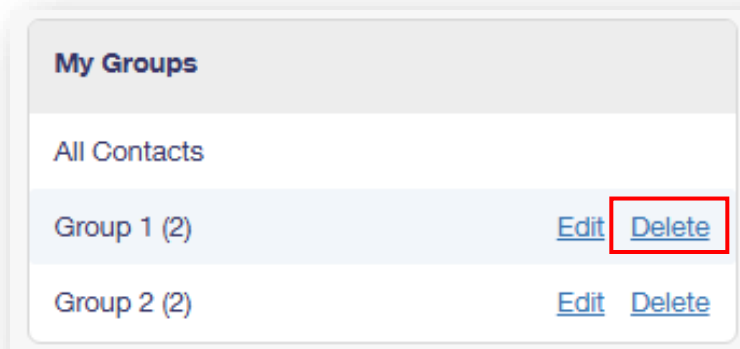 My Groups
All Contacts
Group 1 (2) Edit Delete
Group 2 (2) Edit Delete